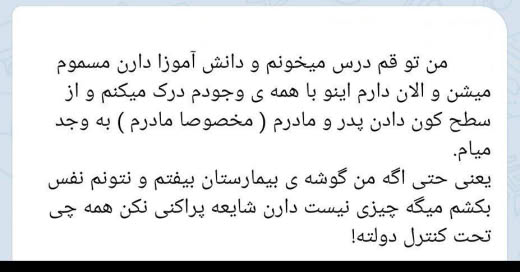 من تو قم درس میخونم و دانش آموزا دارن مسموم
میشن و الان دارم اینو با همه ی وجودم درک میکنم و از
سطح کون دادن پدر و مادرم ( مخصوصا مادرم ) به وجد
میام.
یعنی حتی اگه من گوشه ی بیمارستان بیفتم و نتونم نفس
بکشم میگه چیزی نیست دارن شایعه پراکنی نکن همه چی
تحت کنترل دولته!